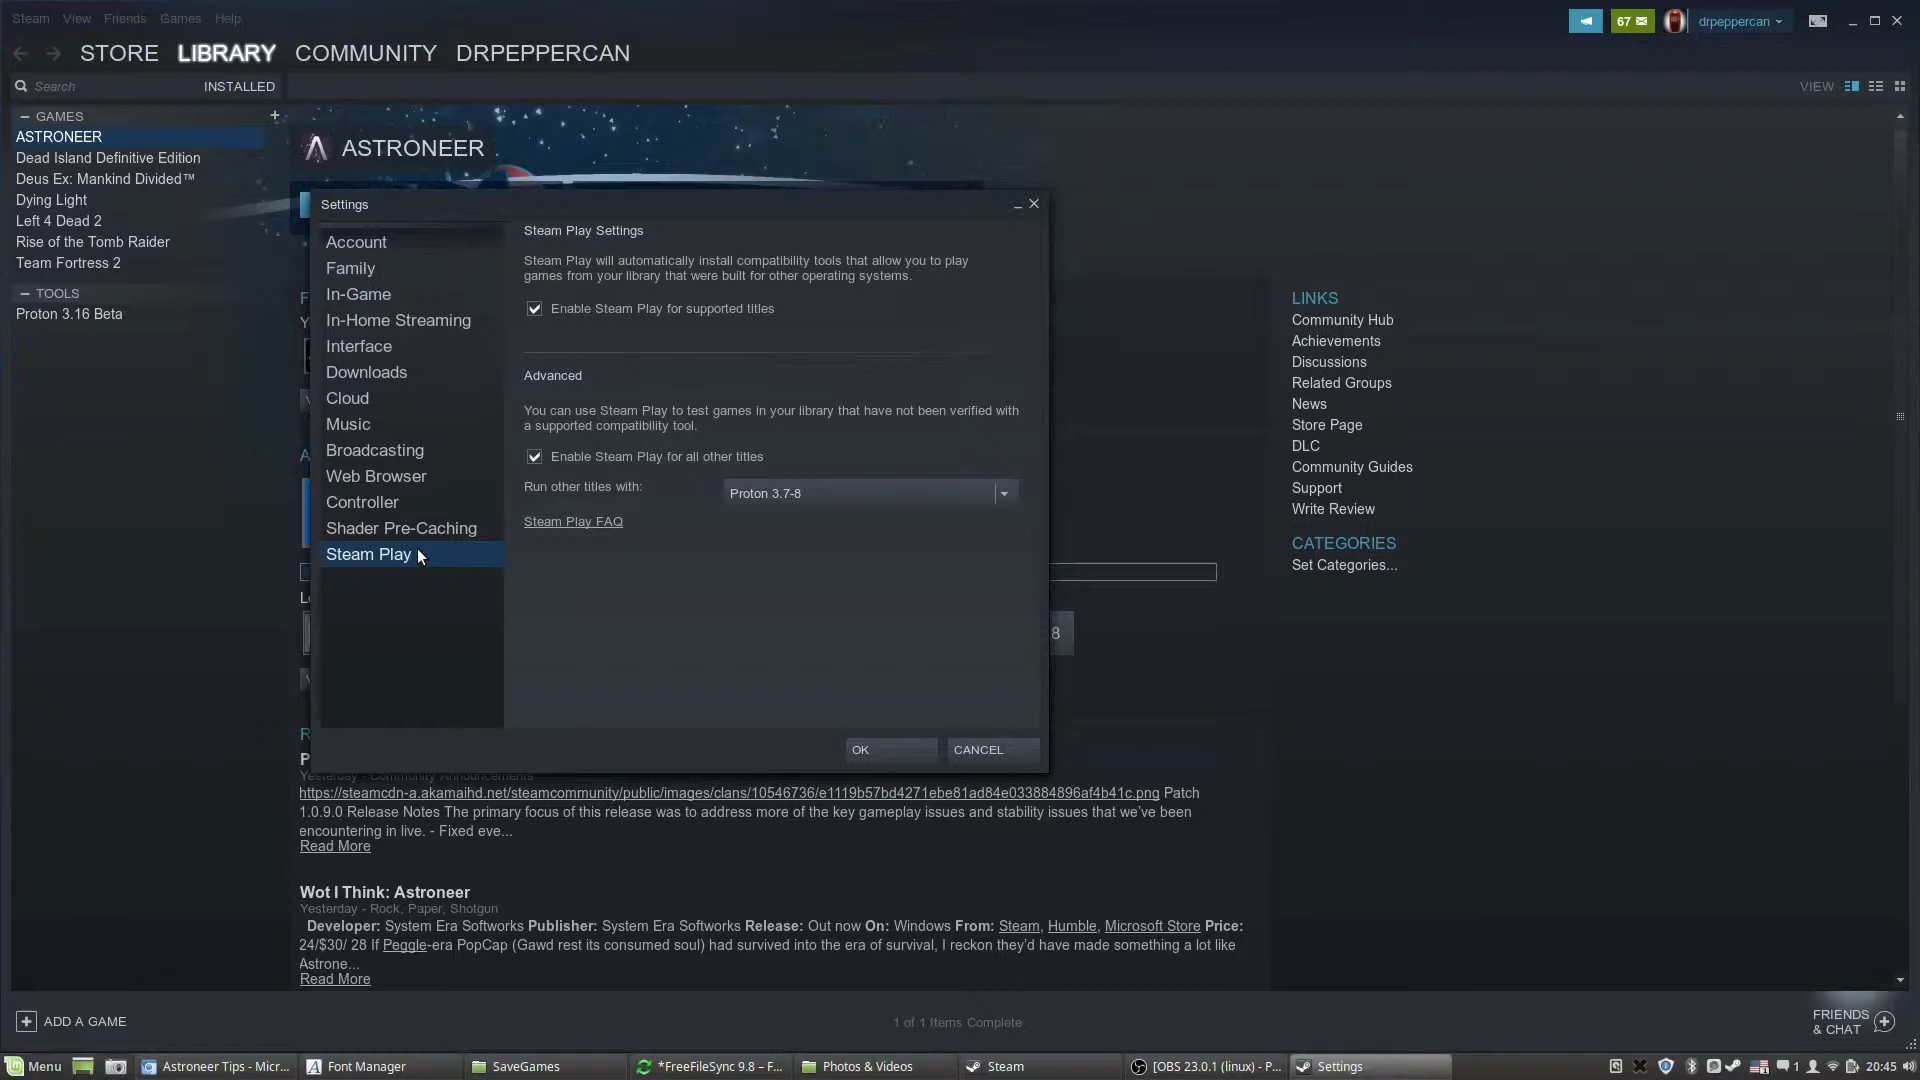 Steam View Friends Games Help
67
drpeppercan
STORE LIBRARY COMMUNITY DRPEPPERCAN
Search INSTALLED
VIEW
— GAMES +
ASTRONEER
Dead Island Definitive Edition
Deus Ex: Mankind Divided™
Dying Light
Left 4 Dead 2
Rise of the Tomb Raider
Team Fortress 2
— TOOLS
Proton 3.16 Beta
ASTRONEER
Settings
Account
Family
In-Game
In-Home Streaming
Interface
Downloads
Cloud
Music
Broadcasting
Web Browser
Controller
Shader Pre-Caching
Steam Play
Steam Play Settings
Steam Play will automatically install compatibility tools that allow you to play
games from your library that were built for other operating systems.
Enable Steam Play for supported titles
Advanced
You can use Steam Play to test games in your library that have not been verified with
a supported compatibility tool.
Enable Steam Play for all other titles
Run other titles with: Proton 3.7-8
Steam Play FAQ
OK CANCEL
8
LINKS
Community Hub
Achievements
Discussions
Related Groups
News
Store Page
DLC
Community Guides
Support
Write Review
CATEGORIES
Set Categories...
Yesterday - Community Announcements
https://steamcdn-a.akamaihd.net/steamcommunity/public/images/clans/10546736/e1119b57bd4271ebe81ad84e033884896af4b41c.png Patch
1.0.9.0 Release Notes The primary focus of this release was to address more of the key gameplay issues and stability issues that we've been
encountering in live. - Fixed eve...
Read More
Wot I Think: Astroneer
Yesterday - Rock, Paper, Shotgun
Developer: System Era Softworks Publisher: System Era Softworks Release: Out now On: Windows From: Steam, Humble, Microsoft Store Price:
24/$30/ 28 If Peggle-era PopCap (Gawd rest its consumed soul) had survived into the era of survival, I reckon they'd have made something a lot like
Astrone...
Read More
ADD A GAME
1 of 1 Items Complete
FRIENDS
& CHAT
Menu
Astroneer Tips - Micr...
Font Manager
SaveGames
*FreeFileSync 9.8 – F...
Photos & Videos
Steam
[OBS 23.0.1 (linux) - P...
Settings
1
20:45